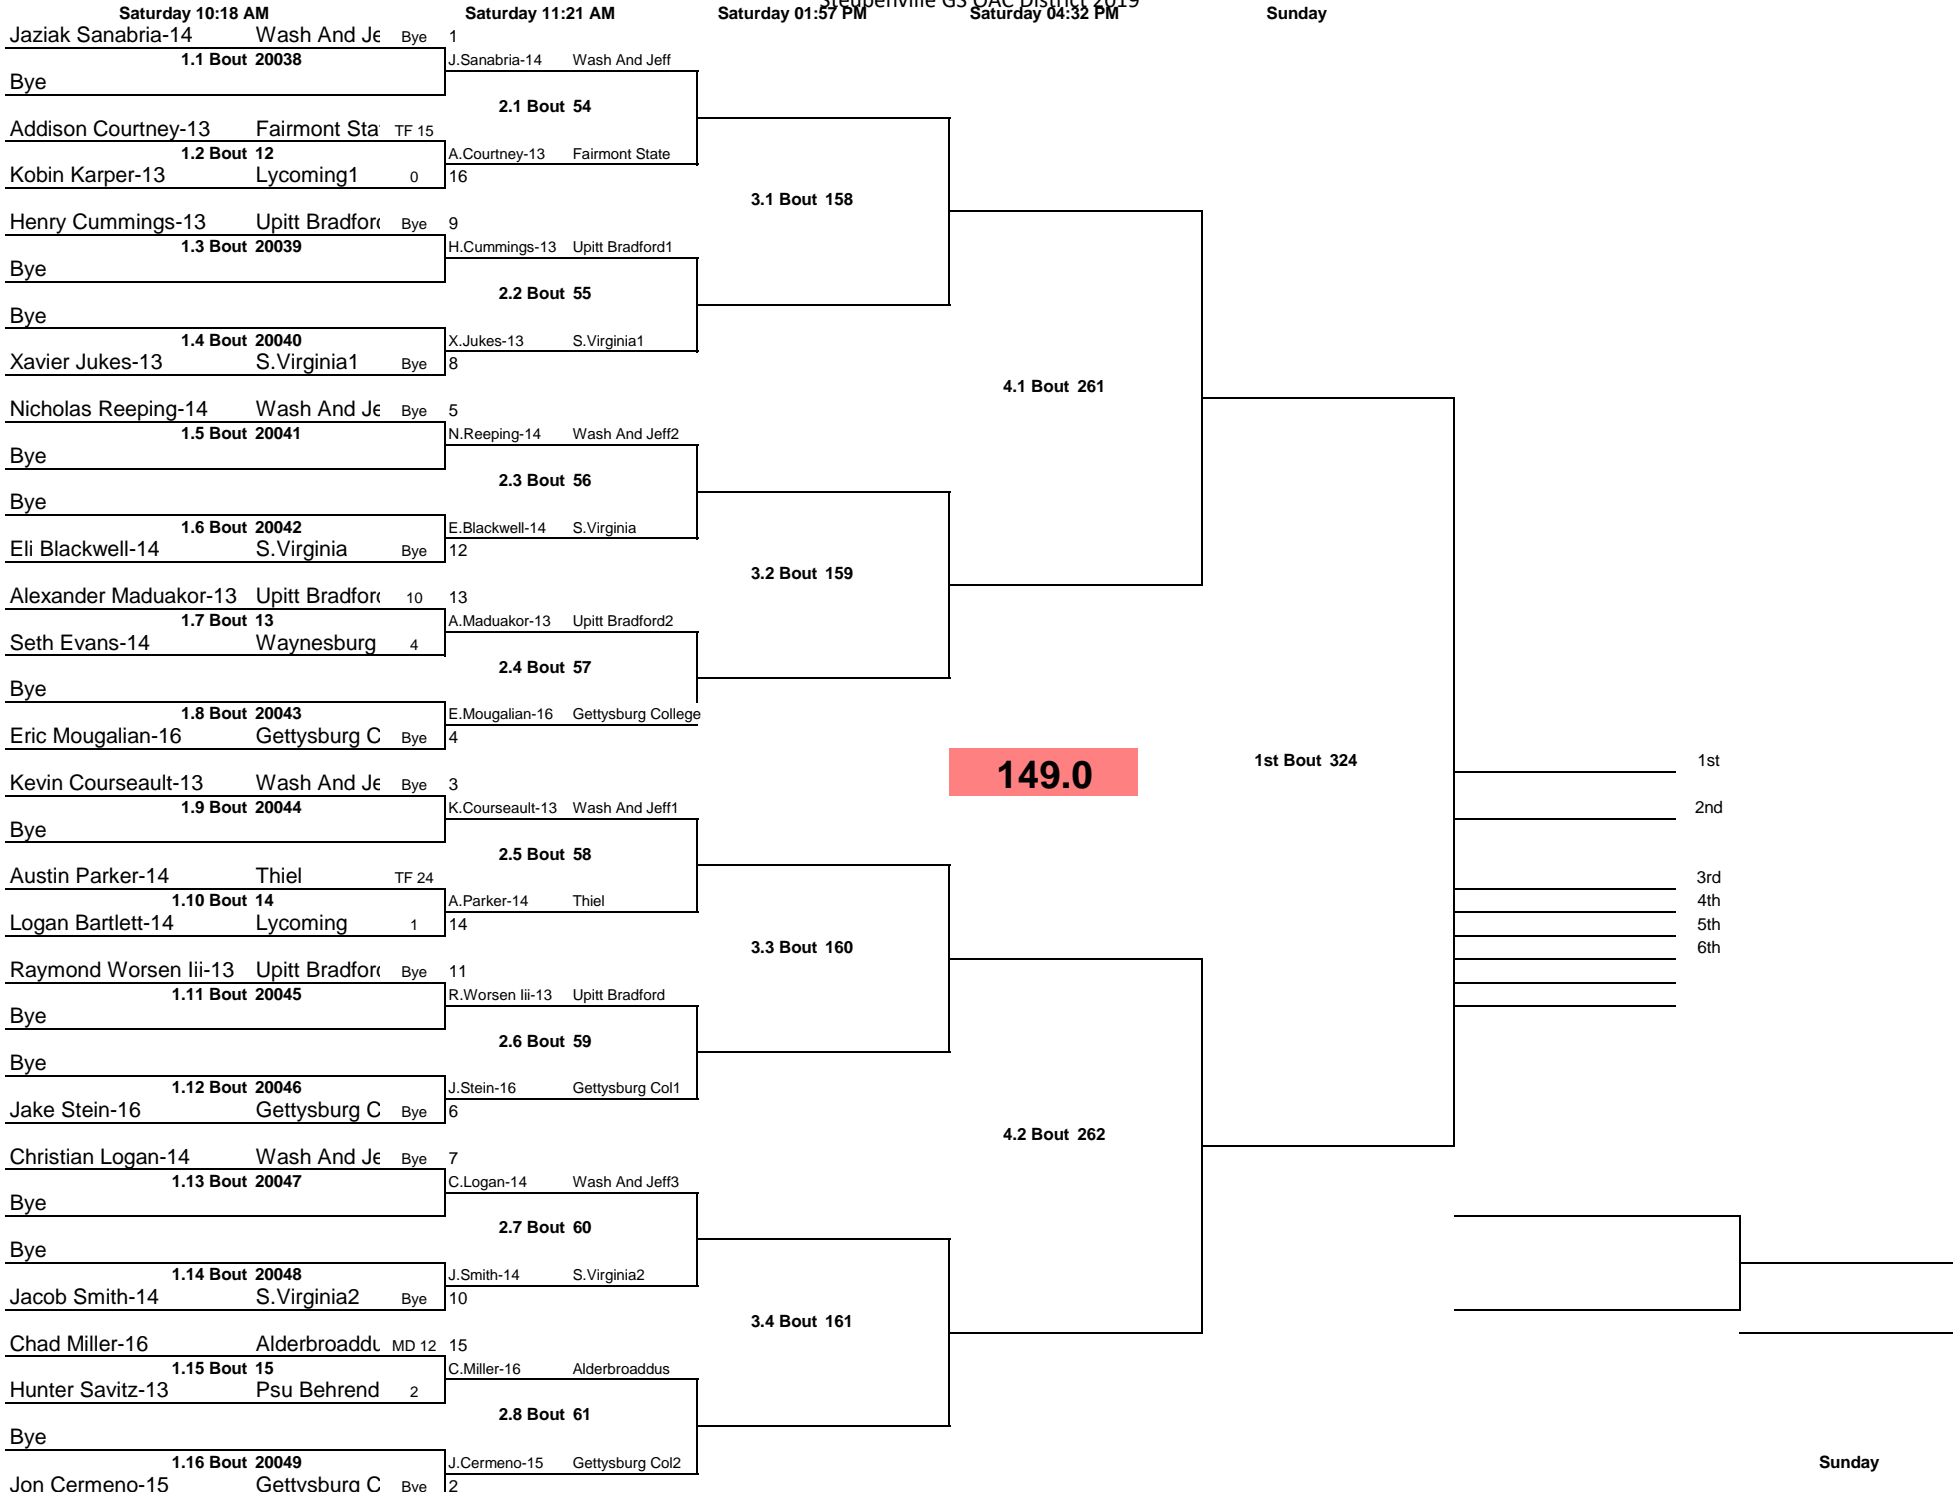 Steubenville GS OAC District 2019
Saturday 10:18 AM Saturday 11:21 AM Saturday 01:57 PM Saturday 04:32 PM Sunday
Jaziak Sanabria-14 Wash And Je Bye 1
1.1 Bout 20038 J.Sanabria-14 Wash And Jeff
Bye
2.1 Bout 54
Addison Courtney-13 Fairmont Sta TF 15
1.2 Bout 12 A.Courtney-13 Fairmont State
Kobin Karper-13 Lycoming1 0 16
3.1 Bout 158
Henry Cummings-13 Upitt Bradford Bye 9
1.3 Bout 20039 H.Cummings-13 Upitt Bradford1
Bye
2.2 Bout 55
Bye
1.4 Bout 20040 X.Jukes-13 S.Virginia1
Xavier Jukes-13 S.Virginia1 Bye 8
4.1 Bout 261
Nicholas Reeping-14 Wash And Je Bye 5
1.5 Bout 20041 N.Reeping-14 Wash And Jeff2
Bye
2.3 Bout 56
Bye
1.6 Bout 20042 E.Blackwell-14 S.Virginia
Eli Blackwell-14 S.Virginia Bye 12
3.2 Bout 159
Alexander Maduakor-13 Upitt Bradford 10 13
1.7 Bout 13 A.Maduakor-13 Upitt Bradford2
Seth Evans-14 Waynesburg 4
2.4 Bout 57
Bye
1.8 Bout 20043 E.Mougalian-16 Gettysburg College
Eric Mougalian-16 Gettysburg C Bye 4
149.0 1st Bout 324 1st
Kevin Courseault-13 Wash And Je Bye 3
1.9 Bout 20044 K.Courseault-13 Wash And Jeff1 2nd
Bye
2.5 Bout 58
Austin Parker-14 Thiel TF 24 3rd
1.10 Bout 14 A.Parker-14 Thiel 4th
Logan Bartlett-14 Lycoming 1 14 5th
3.3 Bout 160 6th
Raymond Worsen Iii-13 Upitt Bradford Bye 11
1.11 Bout 20045 R.Worsen Iii-13 Upitt Bradford
Bye
2.6 Bout 59
Bye
1.12 Bout 20046 J.Stein-16 Gettysburg Col1
Jake Stein-16 Gettysburg C Bye 6
4.2 Bout 262
Christian Logan-14 Wash And Je Bye 7
1.13 Bout 20047 C.Logan-14 Wash And Jeff3
Bye
2.7 Bout 60
Bye
1.14 Bout 20048 J.Smith-14 S.Virginia2
Jacob Smith-14 S.Virginia2 Bye 10
3.4 Bout 161
Chad Miller-16 Alderbroaddu MD 12 15
1.15 Bout 15 C.Miller-16 Alderbroaddus
Hunter Savitz-13 Psu Behrend 2
2.8 Bout 61
Bye
1.16 Bout 20049 J.Cermeno-15 Gettysburg Col2 Sunday
Jon Cermeno-15 Gettysburg C Bye 2